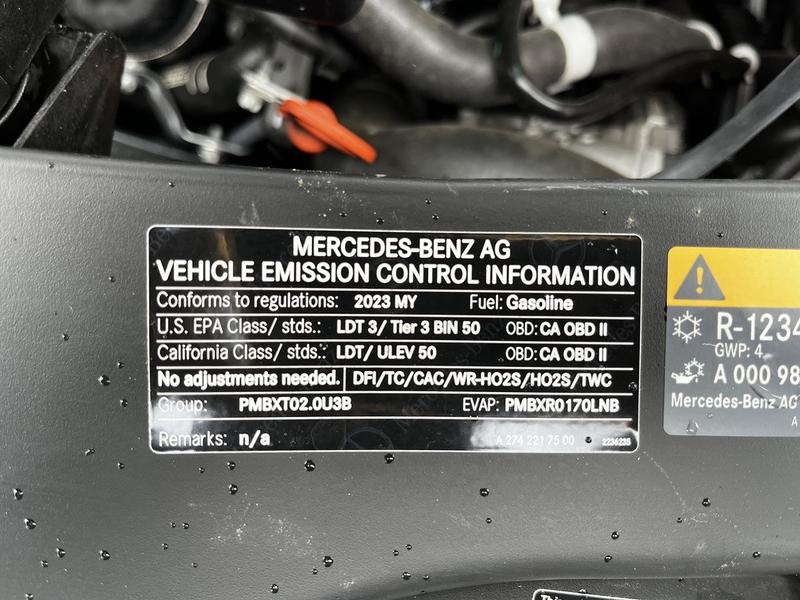 MERCEDES-BENZ AG
VEHICLE EMISSION CONTROL INFORMATION
Conforms to regulations: 2023 MY Fuel: Gasoline
U.S. EPA Class/ stds.: LDT 3/ Tier 3 BIN 50 OBD: CA OBD II
California Class/ stds.: LDT/ ULEV 50 OBD: CA OBD II
No adjustments needed. DFI/TC/CAC/WR-HO2S/HO2S/TWC
Group: PMBXT02.0U3B EVAP: PMBXR0170LNB
Remarks: n/a A 274 221 75 00 2236235
R-1234
GWP: 4
A 000 98
Mercedes-Benz AG
A